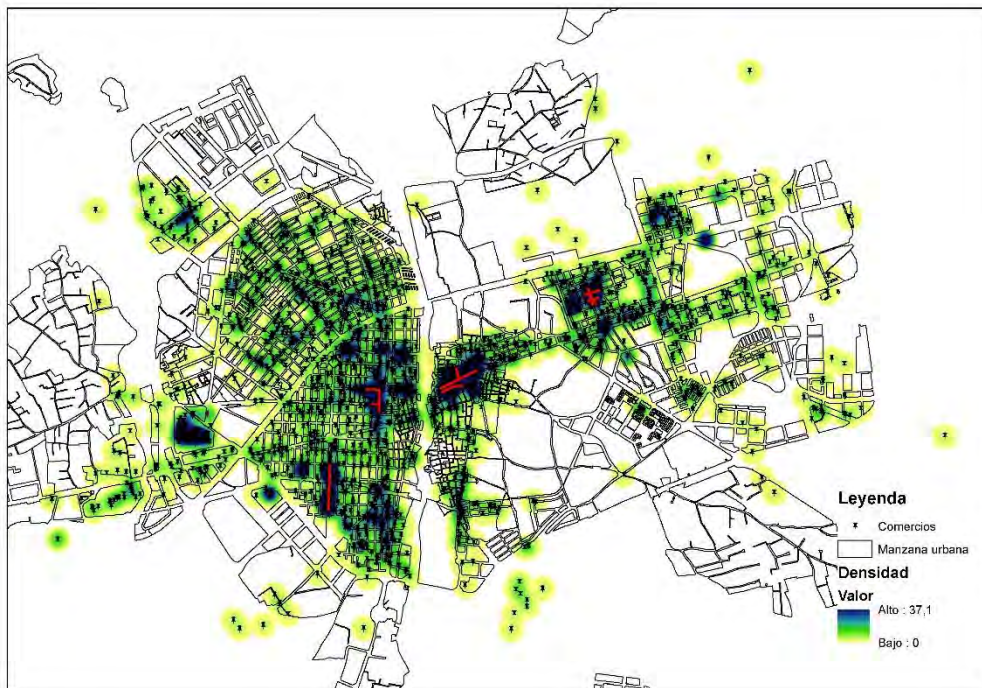 Leyenda
Comercios
Manzana urbana
Densidad
Valor
Alto : 37,1
Bajo : 0